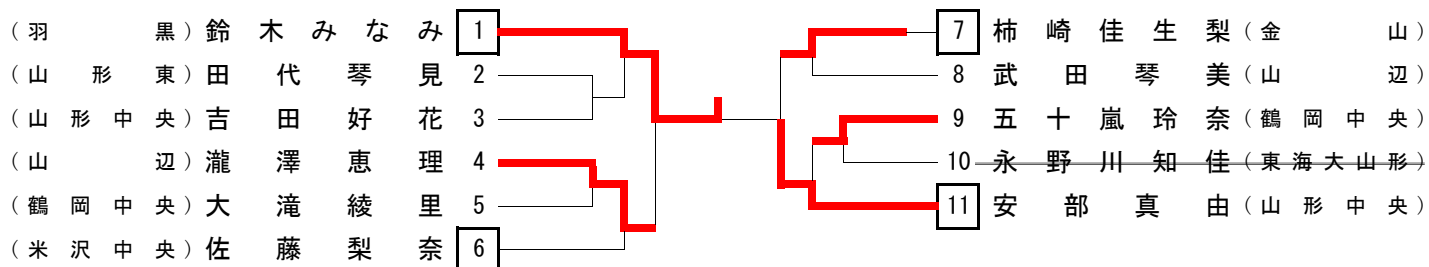 (羽黒) 鈴木みなみ 1
(山形東) 田代琴見 2
(山形中央) 吉田好花 3
(山辺) 瀧澤恵理 4
(鶴岡中央) 大滝綾里 5
(米沢中央) 佐藤梨奈 6
7 柿崎佳生梨 (金山)
8 武田琴美 (山辺)
9 五十嵐玲奈 (鶴岡中央)
10 永野川知佳 (東海大山形)
11 安部真由 (山形中央)